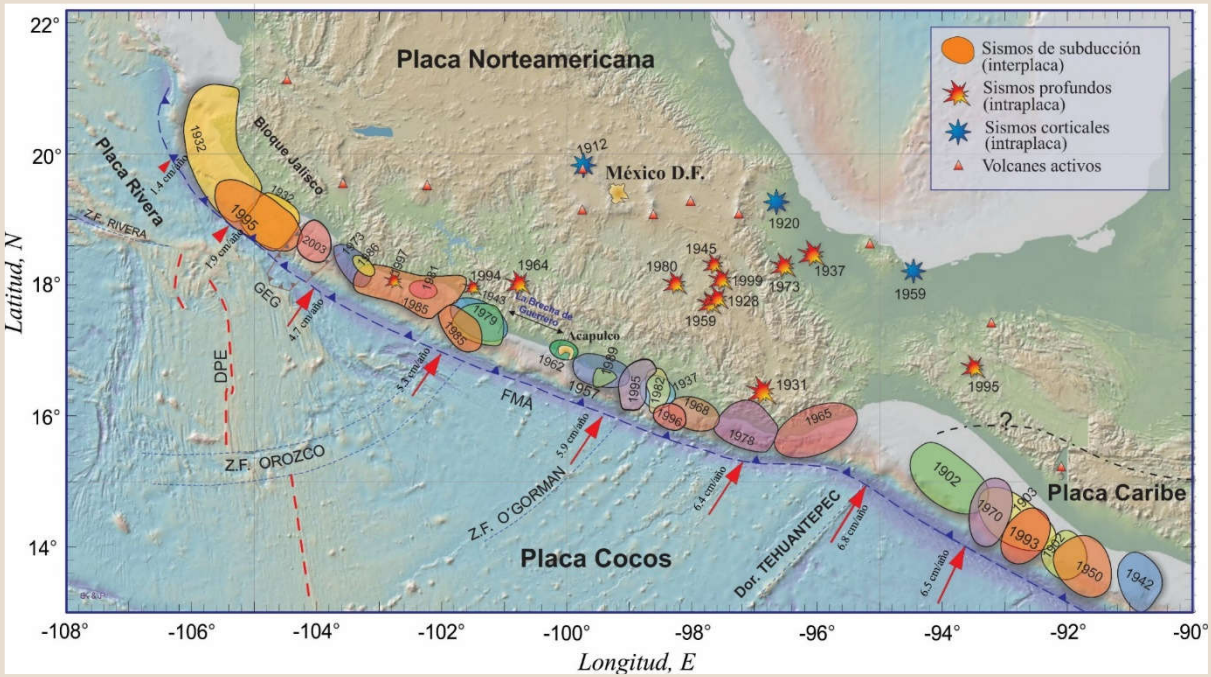 22°
20°
18°
16°
14°
Latitud, N
-108
-106
-104
-102
-100
-98
-96
-94
-92
-90
Longitud, E
Placa Norteamericana
Sismos de subducción
(interplaca)
Sismos profundos
(intraplaca)
Sismos corticales
(intraplaca)
Volcanes activos
Placa Rivera
Bloque Jalisco
1932
1.4 cm/año
Z.F. RIVERA
1995
1932
1.9 cm/año
2003
1973
1986
1997
1981
1985
1994
1964
1943
1979
1985
La Brecha de
Guerrero
Acapulco
1912
México D.F.
1920
1945
1980
1999
1928
1959
1973
1937
1959
1995
1931
GEG
4.7 cm/año
DPE
5.3 cm/año
FMA
1962
1957
1989
1995
1982
1937
1996
1968
1978
1965
5.9 cm/año
Z.F. OROZCO
Z.F. O'GORMAN
6.4 cm/año
Placa Cocos
Dor. TEHUANTEPEC
6.8 cm/año
6.5 cm/año
?
Placa Caribe
1902
1970
1903
1993
1902
1950
1942